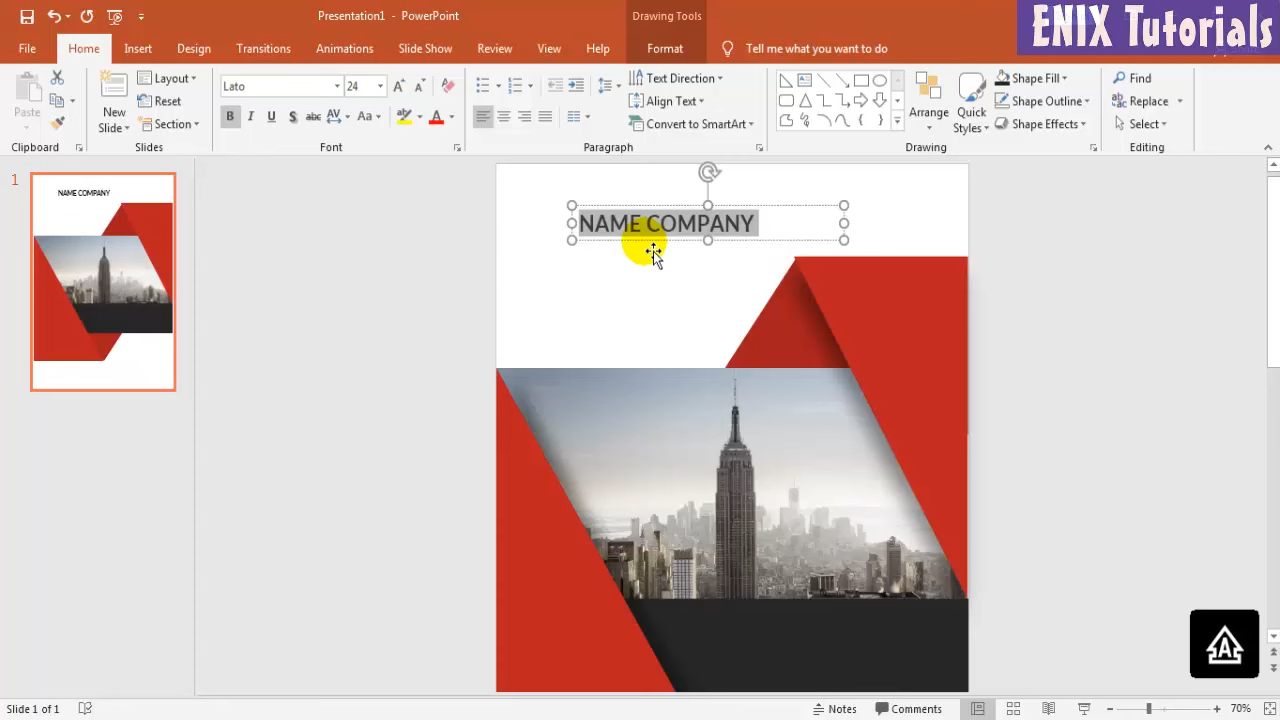 Presentation1 - PowerPoint
Drawing Tools
ENIX Tutorials
File
Home
Insert
Design
Transitions
Animations
Slide Show
Review
View
Help
Format
Tell me what you want to do
Paste
New
Slide
Layout
Reset
Section
Lato
24
B
I
U
S
abc
AV
Aa
A
Text Direction
Align Text
Convert to SmartArt
Arrange
Quick
Styles
Shape Fill
Shape Outline
Shape Effects
Find
Replace
Select
Clipboard
Slides
Font
Paragraph
Drawing
Editing
1
NAME COMPANY
NAME COMPANY
A
Slide 1 of 1
Notes
Comments
70%